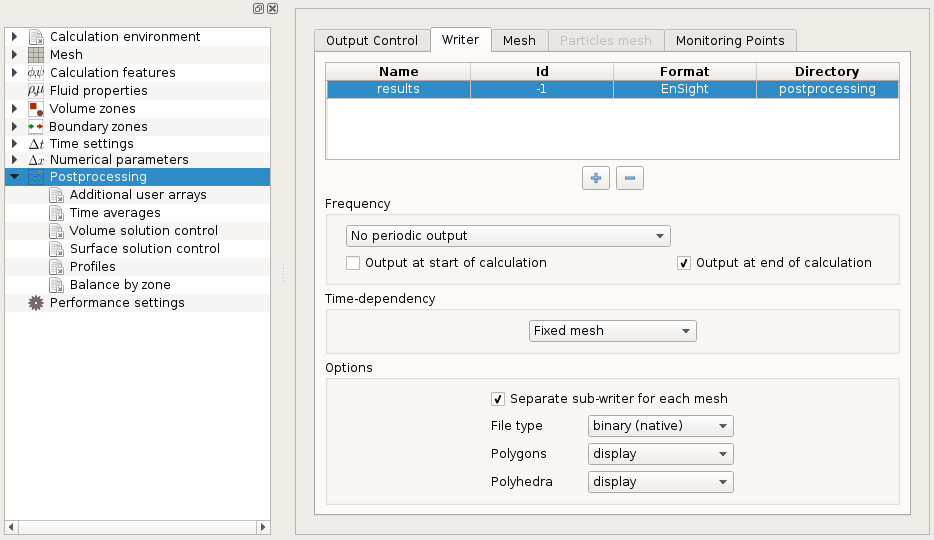 Calculation environment
Mesh
φ,ψ Calculation features
ρ,μ Fluid properties
Volume zones
Boundary zones
Δt Time settings
Δx Numerical parameters
Postprocessing
Additional user arrays
Time averages
Volume solution control
Surface solution control
Profiles
Balance by zone
Performance settings
Output Control Writer Mesh Particles mesh Monitoring Points
Name Id Format Directory
results -1 EnSight postprocessing
Frequency
No periodic output
Output at start of calculation Output at end of calculation
Time-dependency
Fixed mesh
Options
Separate sub-writer for each mesh
File type binary (native)
Polygons display
Polyhedra display